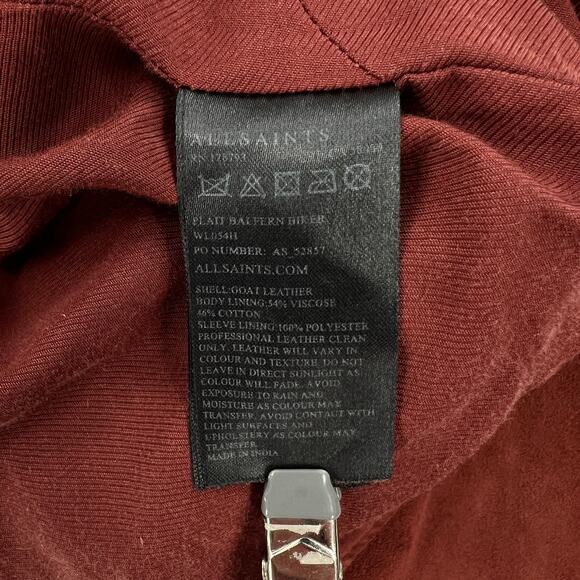 ALLSAINTS
RN 178793
PLAIT BALFERN BIKER
WL054H
PO NUMBER: AS_52857
ALLSAINTS.COM
SHELL:GOAT LEATHER
BODY LINING:54% VISCOSE
46% COTTON
SLEEVE LINING:100% POLYESTER
PROFESSIONAL LEATHER CLEAN
ONLY. LEATHER WILL VARY IN
COLOUR AND TEXTURE. DO NOT
LEAVE IN DIRECT SUNLIGHT AS
COLOUR WILL FADE. AVOID
EXPOSURE TO RAIN AND
MOISTURE AS COLOUR MAY
TRANSFER. AVOID CONTACT WITH
LIGHT SURFACES AND
UPHOLSTERY AS COLOUR MAY
TRANSFER.
MADE IN INDIA